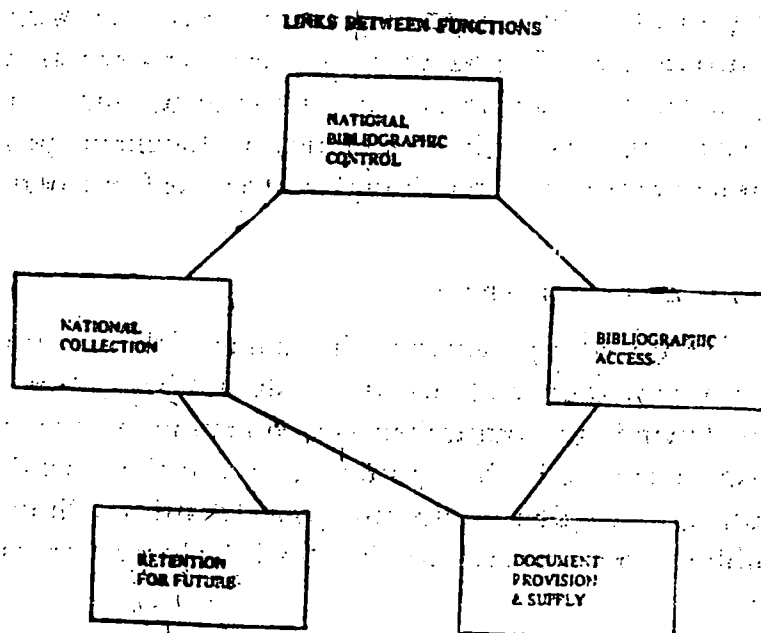 LINKS BETWEEN FUNCTIONS
NATIONAL
BIBLIOGRAPHIC
CONTROL
NATIONAL
COLLECTION
BIBLIOGRAPHIC
ACCESS
RETENTION
FOR FUTURE
DOCUMENT
PROVISION
& SUPPLY